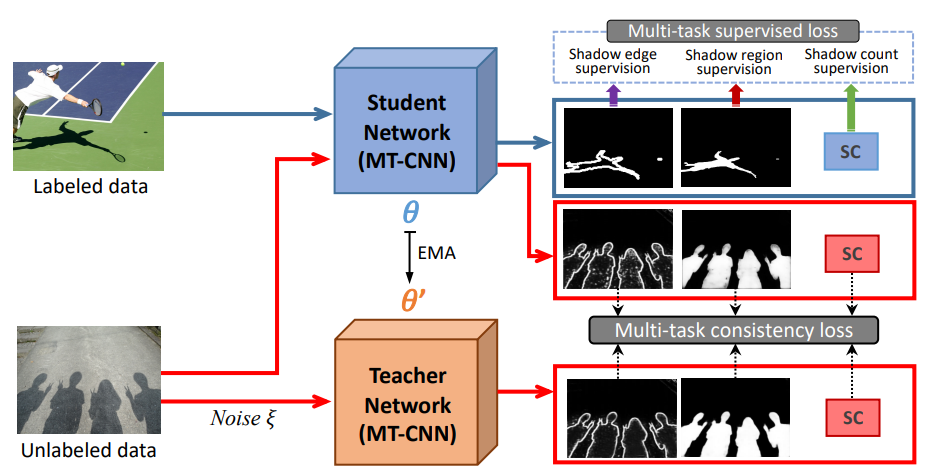 Multi-task supervised loss
Shadow edge
supervision
Shadow region
supervision
Shadow count
supervision
Labeled data
Student
Network
(MT-CNN)
SC
θ
EMA
θ’
SC
Multi-task consistency loss
Unlabeled data
Noise ξ
Teacher
Network
(MT-CNN)
SC